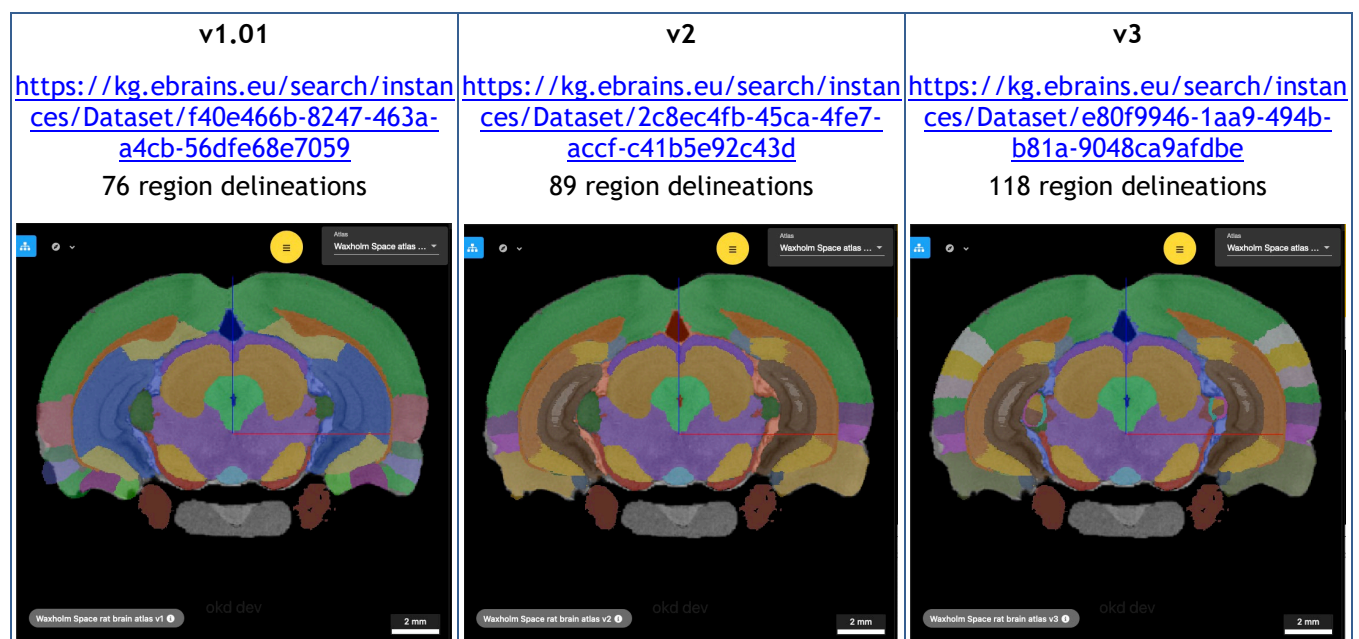 v1.01
https://kg.ebrains.eu/search/instan
ces/Dataset/f40e466b-8247-463a-
a4cb-56dfe68e7059
76 region delineations
Atlas
Waxholm Space atlas ...
okd dev
Waxholm Space rat brain atlas v1
2 mm
v2
https://kg.ebrains.eu/search/instan
ces/Dataset/2c8ec4fb-45ca-4fe7-
accf-c41b5e92c43d
89 region delineations
Atlas
Waxholm Space atlas ...
okd dev
Waxholm Space rat brain atlas v2
2 mm
v3
https://kg.ebrains.eu/search/instan
ces/Dataset/e80f9946-1aa9-494b-
b81a-9048ca9afdbe
118 region delineations
Atlas
Waxholm Space atlas ...
okd dev
Waxholm Space rat brain atlas v3
2 mm